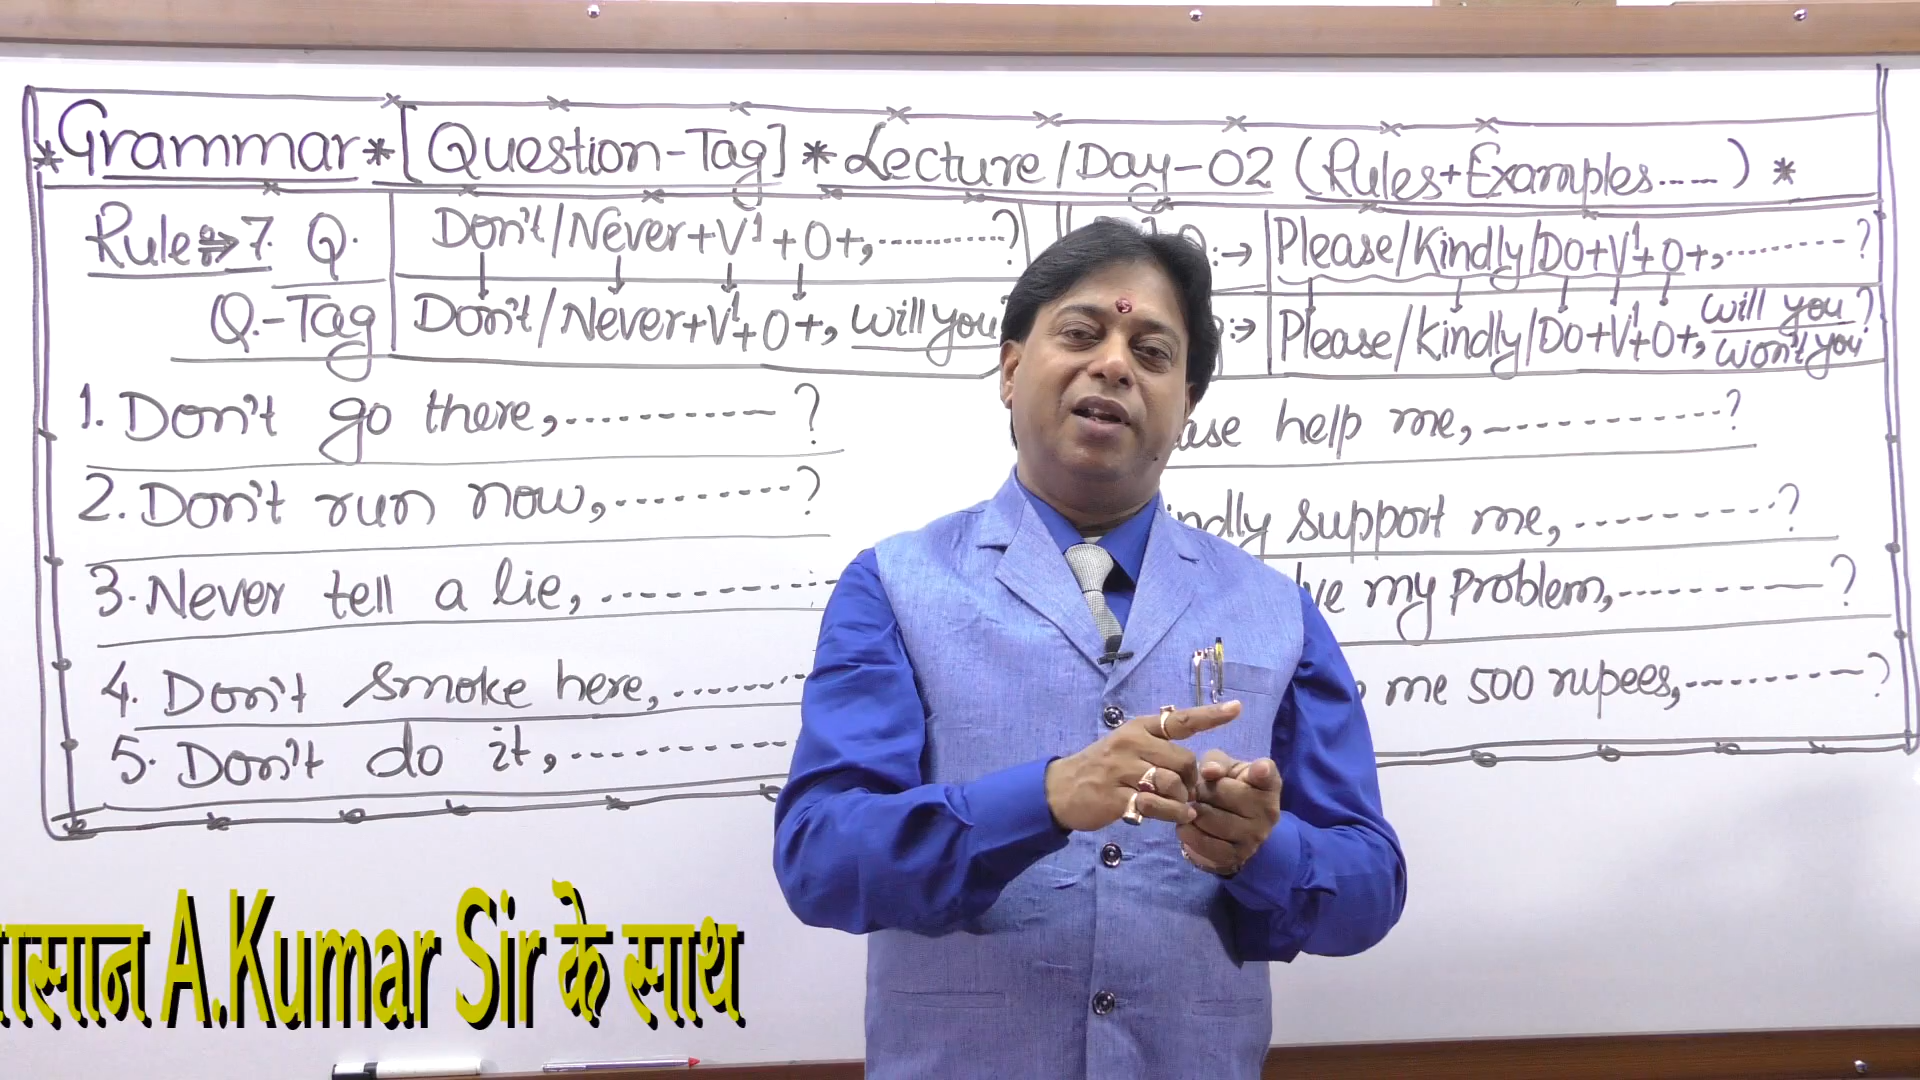 *Grammar*[Question-Tag]*Lecture/Day-02 (Rules+Examples......)*
Rule⇒7. Q. Don't/Never+V¹+O+,............?
Q.-Tag Don't/Never+V¹+O+, will you
1. Don't go there,............?
2. Don't run now,............?
3. Never tell a lie,............
4. Don't smoke here,.........
5. Don't do it,............
Q:→ Please/Kindly/Do+V¹+O+,.........?
:→ Please/Kindly/Do+V¹+O+, will you?
won't you
help me,............?
support me,............?
my problem,............?
me 500 rupees,............?
A.Kumar Sir के साथ